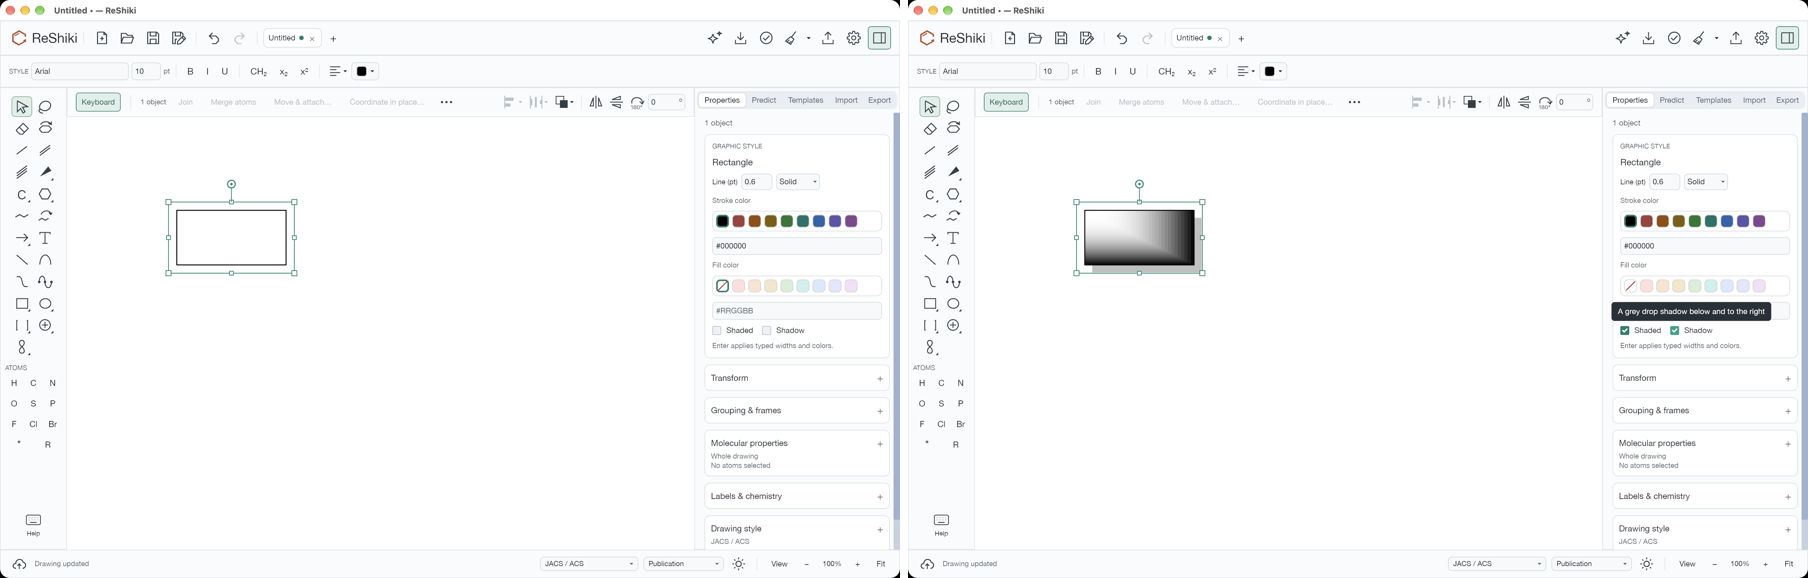 Untitled • — ReShiki
ReShiki
Untitled
STYLE Arial 10 pt B I U CH₂ x₂ x²
Keyboard 1 object Join Merge atoms Move & attach... Coordinate in place... 180° 0 °
Properties Predict Templates Import Export
1 object
GRAPHIC STYLE
Rectangle
Line (pt) 0.6 Solid
Stroke color
#000000
Fill color
#RRGGBB
Shaded Shadow
Enter applies typed widths and colors.
Transform +
Grouping & frames +
Molecular properties +
Whole drawing
No atoms selected
Labels & chemistry +
Drawing style +
JACS / ACS
C
T
ATOMS
H C N
O S P
F Cl Br
* R
Help
Drawing updated JACS / ACS Publication View − 100% + Fit
Untitled • — ReShiki
ReShiki
Untitled
STYLE Arial 10 pt B I U CH₂ x₂ x²
Keyboard 1 object Join Merge atoms Move & attach... Coordinate in place... 180° 0 °
Properties Predict Templates Import Export
1 object
GRAPHIC STYLE
Rectangle
Line (pt) 0.6 Solid
Stroke color
#000000
Fill color
A grey drop shadow below and to the right
Shaded Shadow
Enter applies typed widths and colors.
Transform +
Grouping & frames +
Molecular properties +
Whole drawing
No atoms selected
Labels & chemistry +
Drawing style +
JACS / ACS
C
T
ATOMS
H C N
O S P
F Cl Br
* R
Help
Drawing updated JACS / ACS Publication View − 100% + Fit